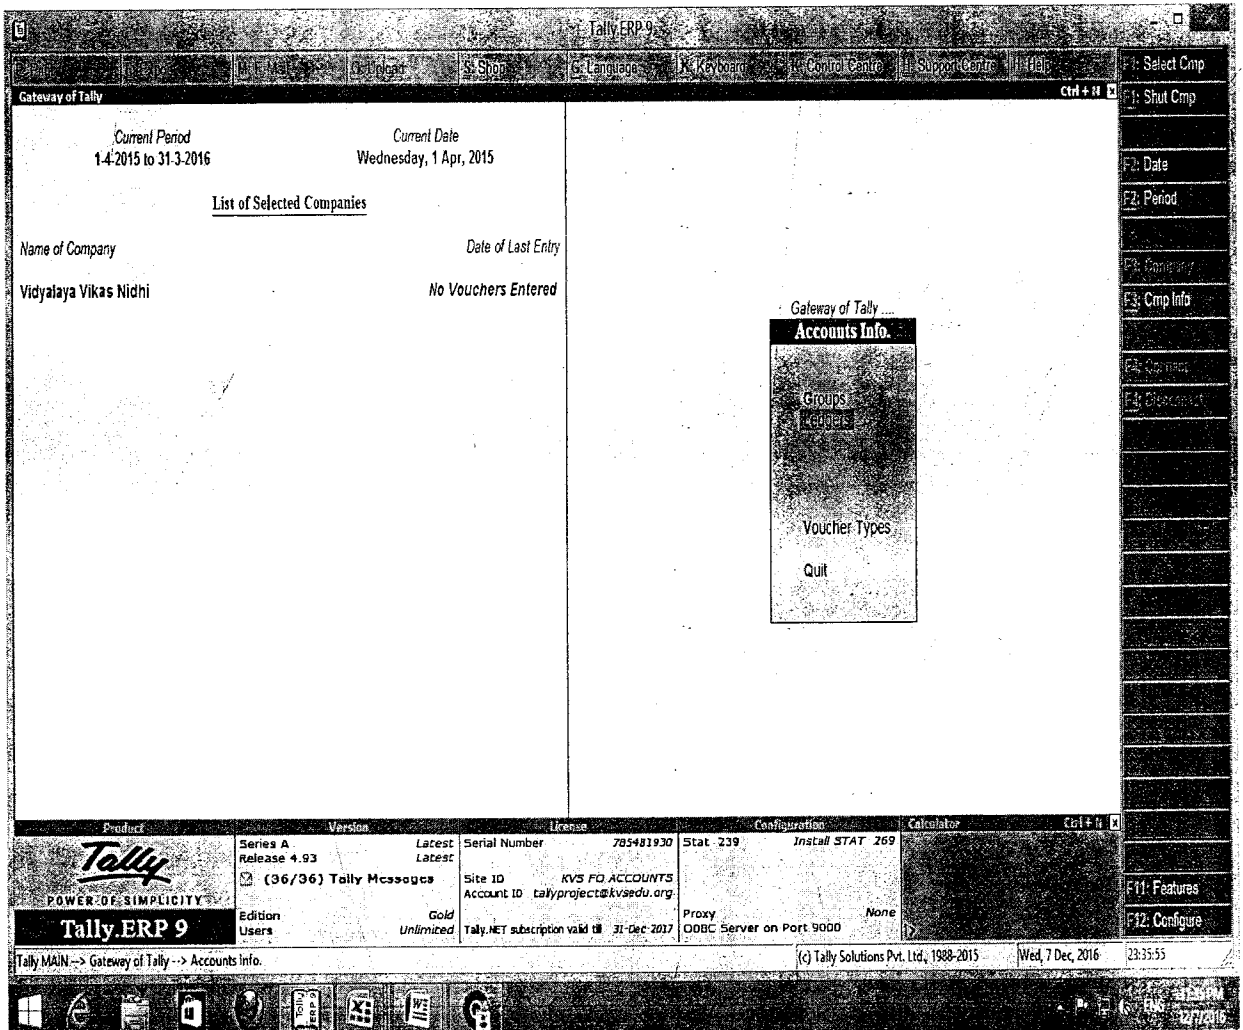 Tally.ERP 9
G: Language
K: Keyboard
K: Control Centre
H: Support Centre
H: Help
Gateway of Tally
Ctrl + N
Current Period
1-4-2015 to 31-3-2016
Current Date
Wednesday, 1 Apr, 2015
List of Selected Companies
Name of Company
Date of Last Entry
Vidyalaya Vikas Nidhi
No Vouchers Entered
Gateway of Tally ....
Accounts Info.
Groups
Ledgers
Voucher Types
Quit
F1: Select Cmp
F1: Shut Cmp
F2: Date
F2: Period
F3: Company
F3: Cmp Info
F11: Features
F12: Configure
Product
Tally
POWER OF SIMPLICITY
Tally.ERP 9
Version
Series A Latest
Release 4.93 Latest
(36/36) Tally Messages
Edition Gold
Users Unlimited
License
Serial Number 785481930
Site ID KVS FO ACCOUNTS
Account ID tallyproject@kvsedu.org
Tally.NET subscription valid till 31-Dec-2017
Configuration
Stat 239 Install STAT 269
Proxy None
ODBC Server on Port 9000
Calculator Ctrl + N
Tally MAIN --> Gateway of Tally --> Accounts Info.
(c) Tally Solutions Pvt. Ltd., 1988-2015
Wed, 7 Dec, 2016
23:35:55
ENG
12/7/2016